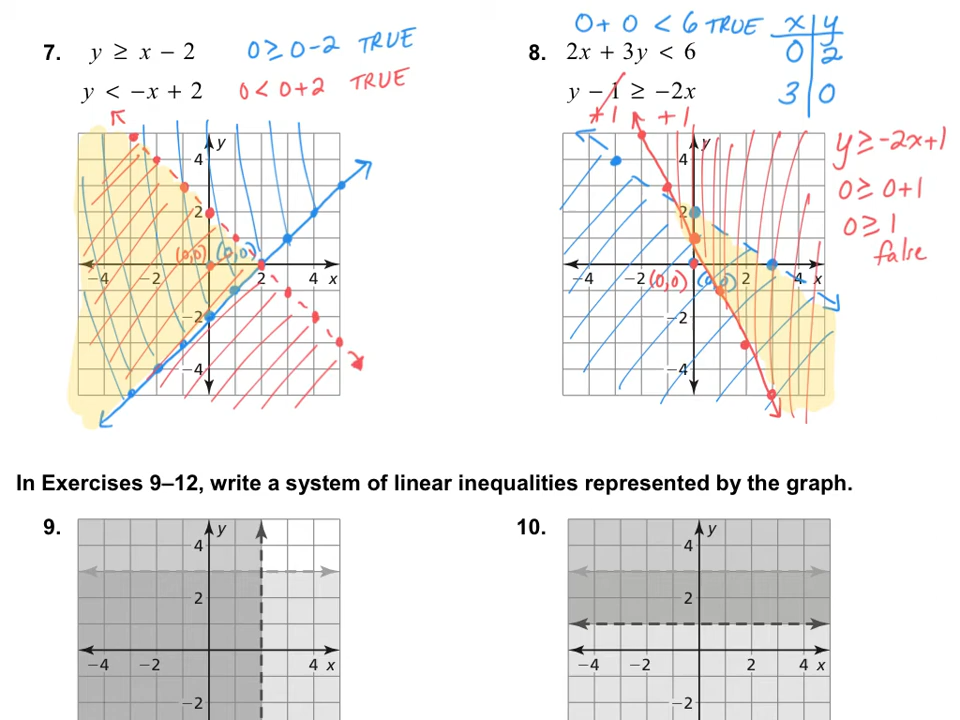 7. y ≥ x − 2 0 ≥ 0−2 TRUE
y < −x + 2 0 < 0+2 TRUE
y
4
2
(0,0) (0,0)
−4 −2 2 4 x
−2
−4
0 + 0 < 6 TRUE
x y
0 2
3 0
8. 2x + 3y < 6
y − 1 ≥ −2x
+1 +1
y ≥ -2x+1
0 ≥ 0+1
0 ≥ 1
false
y
4
2
−4 −2 2 4 x
(0,0) (0,0)
−2
−4
In Exercises 9–12, write a system of linear inequalities represented by the graph.
9.
y
4
2
−4 −2 4 x
−2
10.
y
4
2
−4 −2 2 4 x
−2